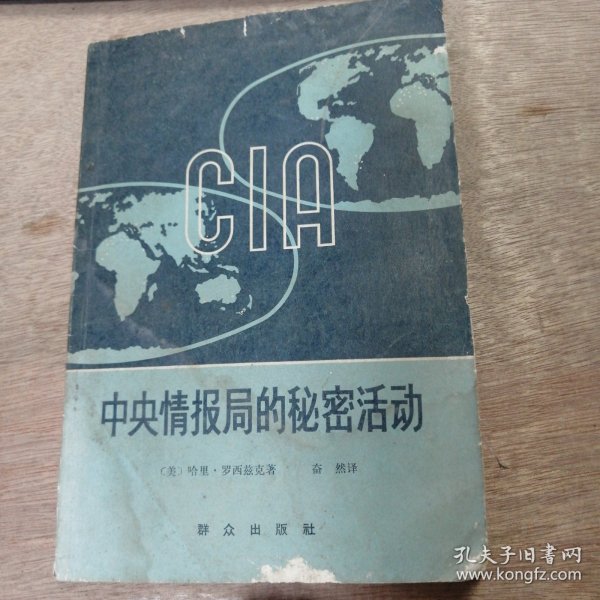 CIA
中央情报局的秘密活动
〔美〕哈里·罗西兹克著 奋然译
群众出版社
孔夫子旧书网
www.kongfz.com